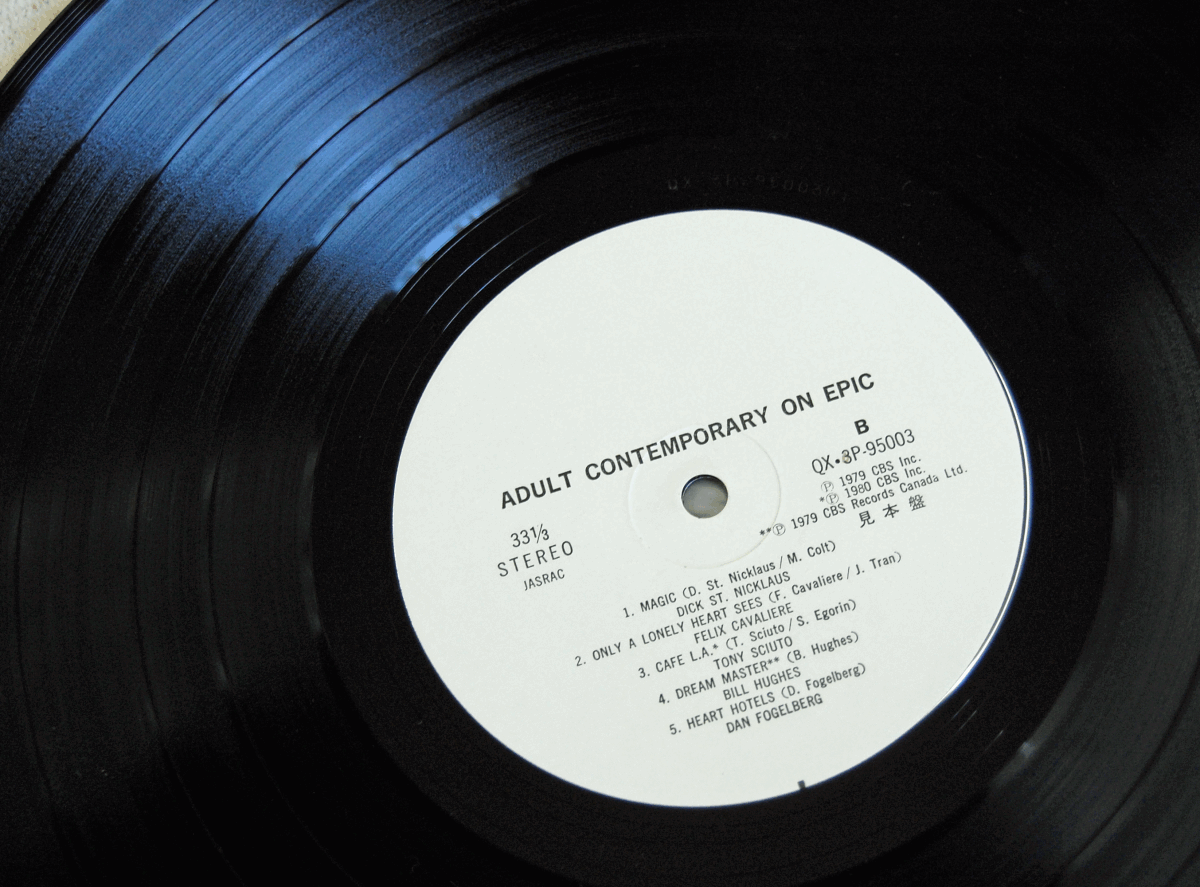 ADULT CONTEMPORARY ON EPIC
B
QX•3P-95003
Ⓟ 1979 CBS Inc.
*Ⓟ 1980 CBS Inc.
**Ⓟ 1979 CBS Records Canada Ltd.
見本盤
33⅓
STEREO
JASRAC
1. MAGIC (D. St. Nicklaus / M. Colt)
DICK ST. NICKLAUS
2. ONLY A LONELY HEART SEES (F. Cavaliere / J. Tran)
FELIX CAVALIERE
3. CAFE L.A.* (T. Sciuto / S. Egorin)
TONY SCIUTO
4. DREAM MASTER** (B. Hughes)
BILL HUGHES
5. HEART HOTELS (D. Fogelberg)
DAN FOGELBERG